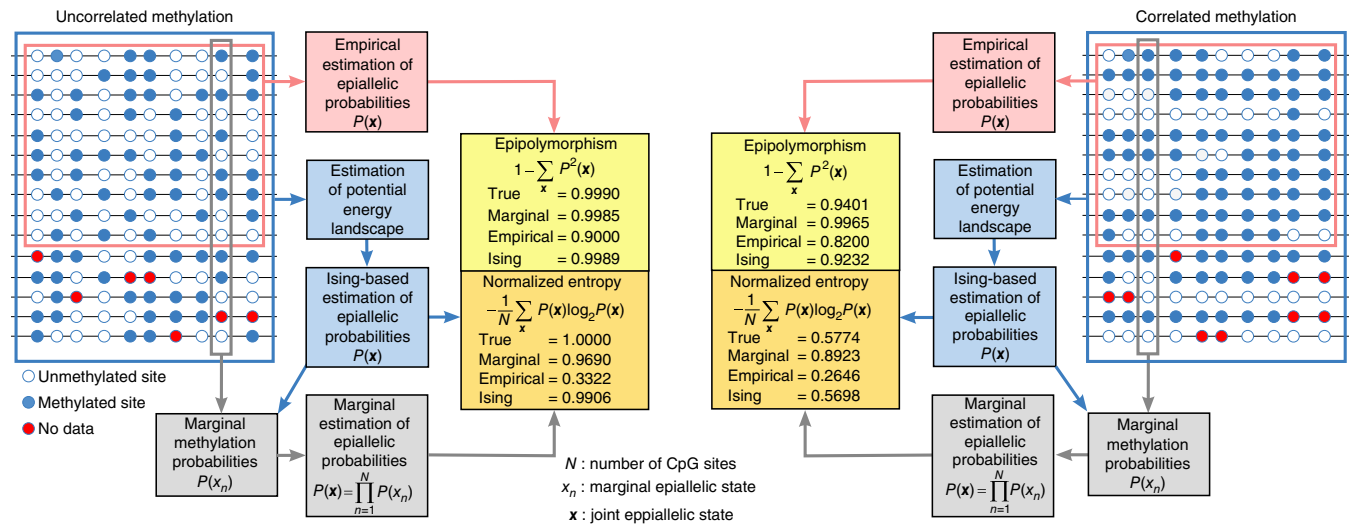 Uncorrelated methylation
Empirical
estimation of
epiallelic
probabilities
P(x)
Estimation
of potential
energy
landscape
Ising-based
estimation of
epiallelic
probabilities
P(x)
Unmethylated site
Methylated site
No data
Marginal
methylation
probabilities
P(xn)
Marginal
estimation of
epiallelic
probabilities
P(x) = ∏ P(xn)
N
n=1
Epipolymorphism
1 − ∑ P²(x)
x
True = 0.9990
Marginal = 0.9985
Empirical = 0.9000
Ising = 0.9989
Normalized entropy
−1/N ∑ P(x)log₂P(x)
x
True = 1.0000
Marginal = 0.9690
Empirical = 0.3322
Ising = 0.9906
N : number of CpG sites
xn : marginal epiallelic state
x : joint eppiallelic state
Epipolymorphism
1 − ∑ P²(x)
x
True = 0.9401
Marginal = 0.9965
Empirical = 0.8200
Ising = 0.9232
Normalized entropy
−1/N ∑ P(x)log₂P(x)
x
True = 0.5774
Marginal = 0.8923
Empirical = 0.2646
Ising = 0.5698
Correlated methylation
Empirical
estimation of
epiallelic
probabilities
P(x)
Estimation
of potential
energy
landscape
Ising-based
estimation of
epiallelic
probabilities
P(x)
Marginal
estimation of
epiallelic
probabilities
P(x) = ∏ P(xn)
N
n=1
Marginal
methylation
probabilities
P(xn)